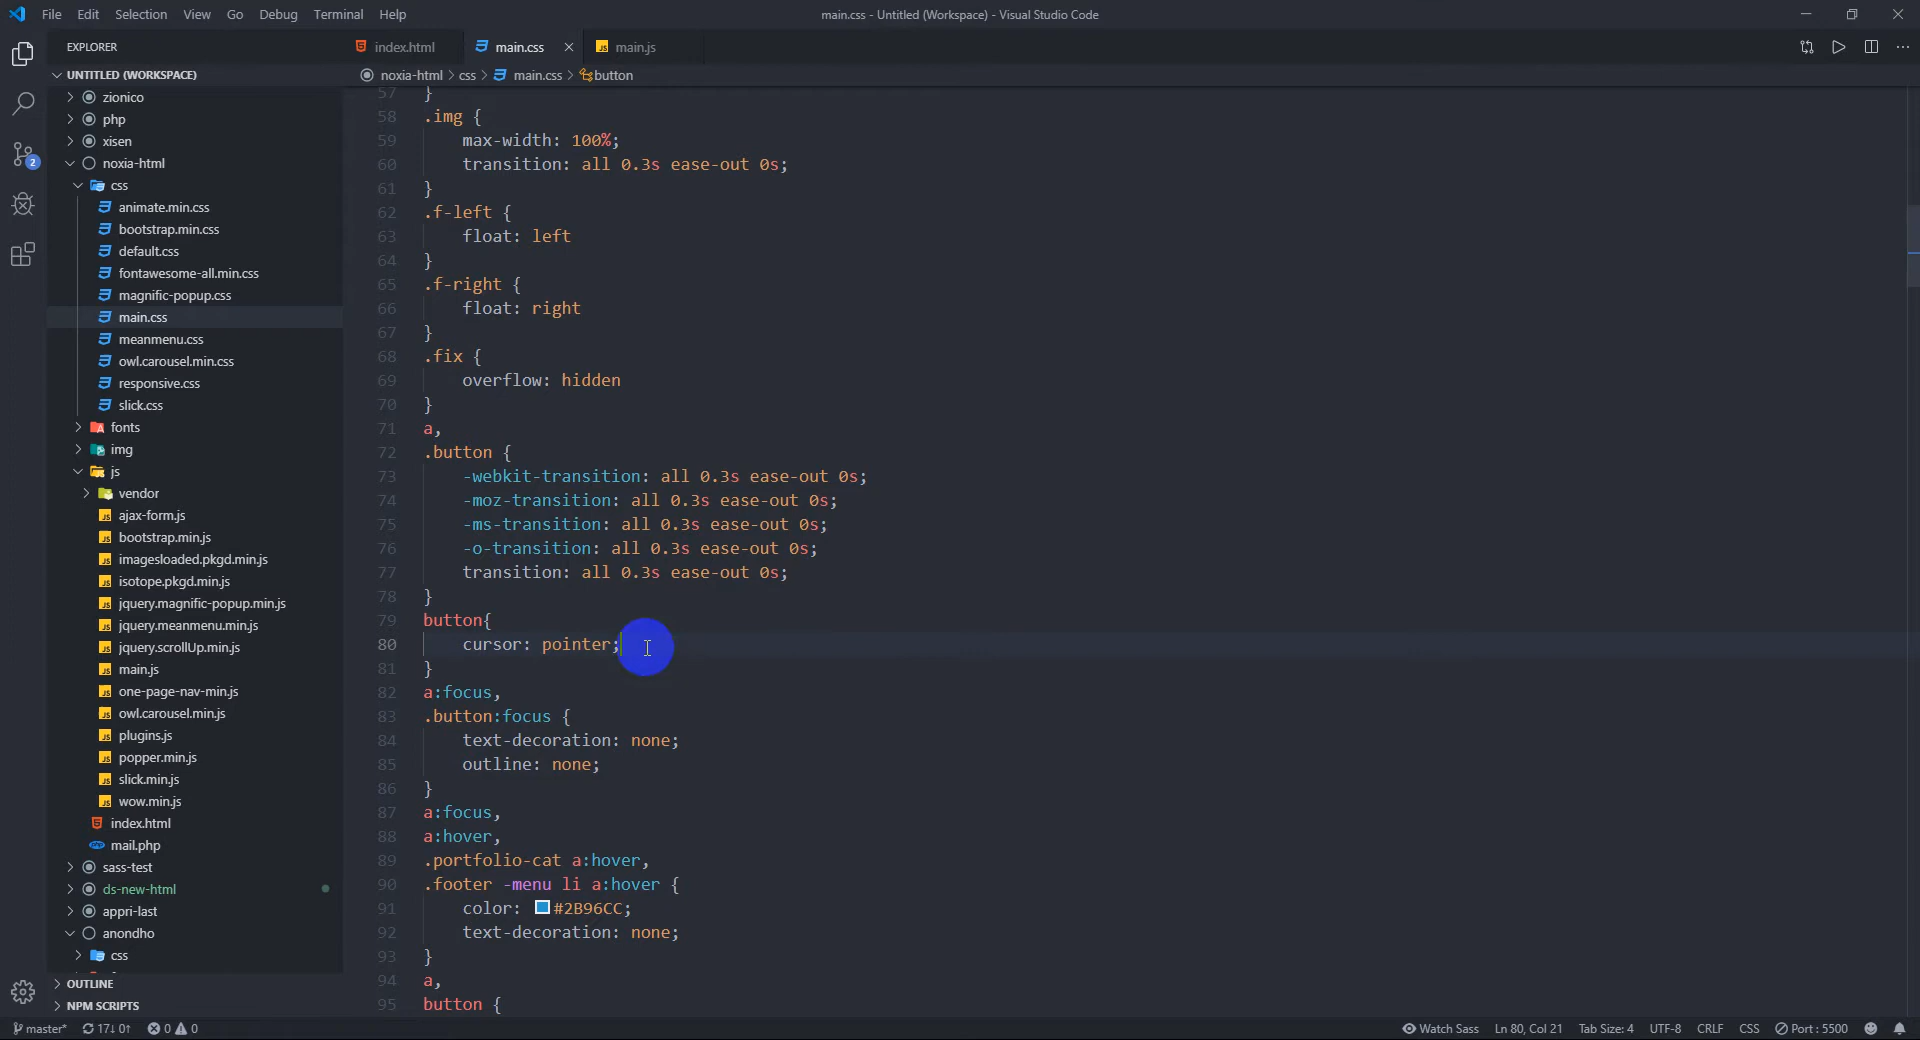 File Edit Selection View Go Debug Terminal Help
main.css - Untitled (Workspace) - Visual Studio Code
EXPLORER
index.html
main.css
main.js
UNTITLED (WORKSPACE)
noxia-html > css > main.css > button
zionico
php
xisen
noxia-html
css
animate.min.css
bootstrap.min.css
default.css
fontawesome-all.min.css
magnific-popup.css
main.css
meanmenu.css
owl.carousel.min.css
responsive.css
slick.css
fonts
img
js
vendor
ajax-form.js
bootstrap.min.js
imagesloaded.pkgd.min.js
isotope.pkgd.min.js
jquery.magnific-popup.min.js
jquery.meanmenu.min.js
jquery.scrollUp.min.js
main.js
one-page-nav-min.js
owl.carousel.min.js
plugins.js
popper.min.js
slick.min.js
wow.min.js
index.html
mail.php
sass-test
ds-new-html
appri-last
anondho
css
OUTLINE
NPM SCRIPTS
57 }
58 .img {
59 max-width: 100%;
60 transition: all 0.3s ease-out 0s;
61 }
62 .f-left {
63 float: left
64 }
65 .f-right {
66 float: right
67 }
68 .fix {
69 overflow: hidden
70 }
71 a,
72 .button {
73 -webkit-transition: all 0.3s ease-out 0s;
74 -moz-transition: all 0.3s ease-out 0s;
75 -ms-transition: all 0.3s ease-out 0s;
76 -o-transition: all 0.3s ease-out 0s;
77 transition: all 0.3s ease-out 0s;
78 }
79 button{
80 cursor: pointer;
81 }
82 a:focus,
83 .button:focus {
84 text-decoration: none;
85 outline: none;
86 }
87 a:focus,
88 a:hover,
89 .portfolio-cat a:hover,
90 .footer -menu li a:hover {
91 color: #2B96CC;
92 text-decoration: none;
93 }
94 a,
95 button {
2
master* 17↓ 0↑ 0 0
Watch Sass Ln 80, Col 21 Tab Size: 4 UTF-8 CRLF CSS Port : 5500